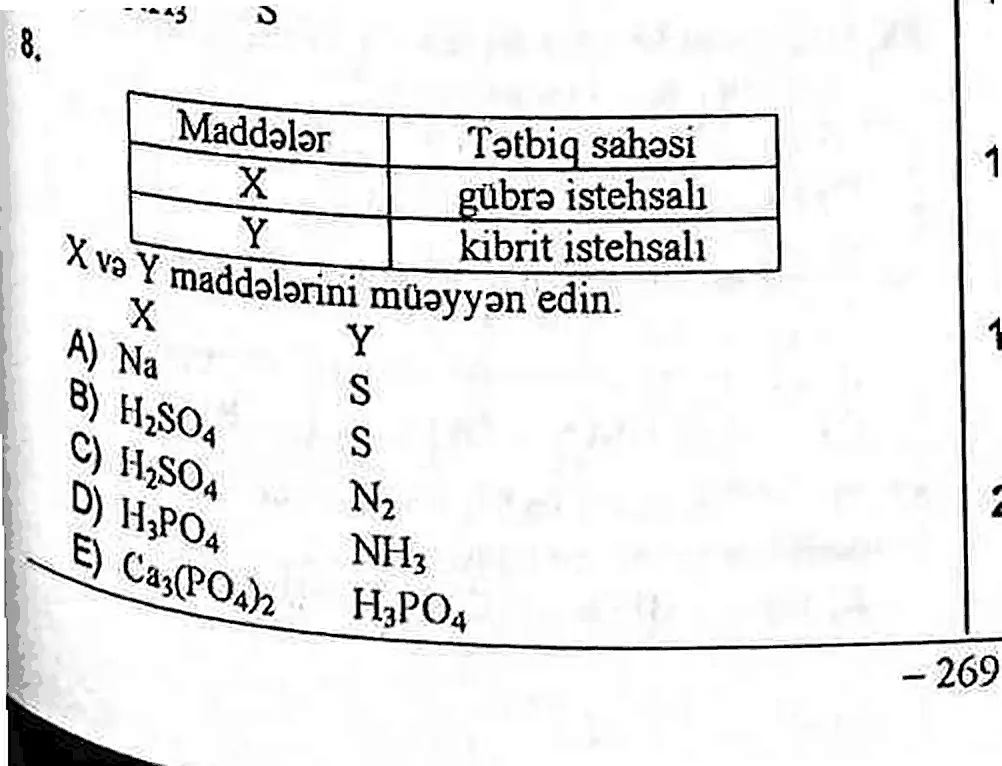 8.
Maddələr Tətbiq sahəsi
X gübrə istehsalı
Y kibrit istehsalı
X və Y maddələrini müəyyən edin.
X Y
A) Na S
B) H₂SO₄ S
C) H₂SO₄ N₂
D) H₃PO₄ NH₃
E) Ca₃(PO₄)₂ H₃PO₄
– 269